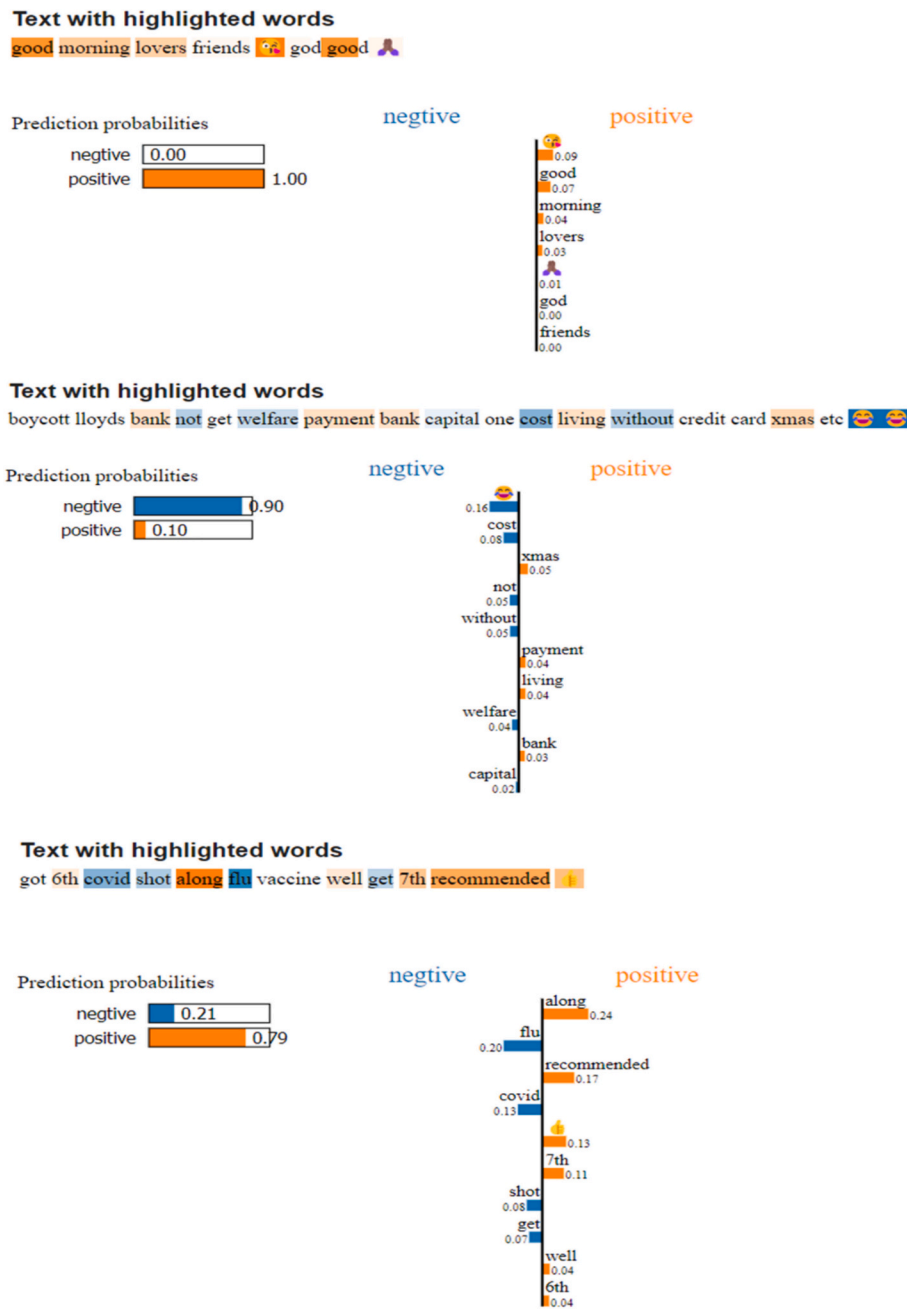 Text with highlighted words
good morning lovers friends 😘 god good 🙏🏾
Prediction probabilities
negtive 0.00
positive 1.00
negtive positive
😘
0.09
good
0.07
morning
0.04
lovers
0.03
🙏🏾
0.01
god
0.00
friends
0.00
Text with highlighted words
boycott lloyds bank not get welfare payment bank capital one cost living without credit card xmas etc 😂 😂
Prediction probabilities
negtive 0.90
positive 0.10
negtive positive
😂
0.16
cost
0.08
xmas
0.05
not
0.05
without
0.05
payment
0.04
living
0.04
welfare
0.04
bank
0.03
capital
0.02
Text with highlighted words
got 6th covid shot along flu vaccine well get 7th recommended 👍
Prediction probabilities
negtive 0.21
positive 0.79
negtive positive
along
0.24
flu
0.20
recommended
0.17
covid
0.13
👍
0.13
7th
0.11
shot
0.08
get
0.07
well
0.04
6th
0.04